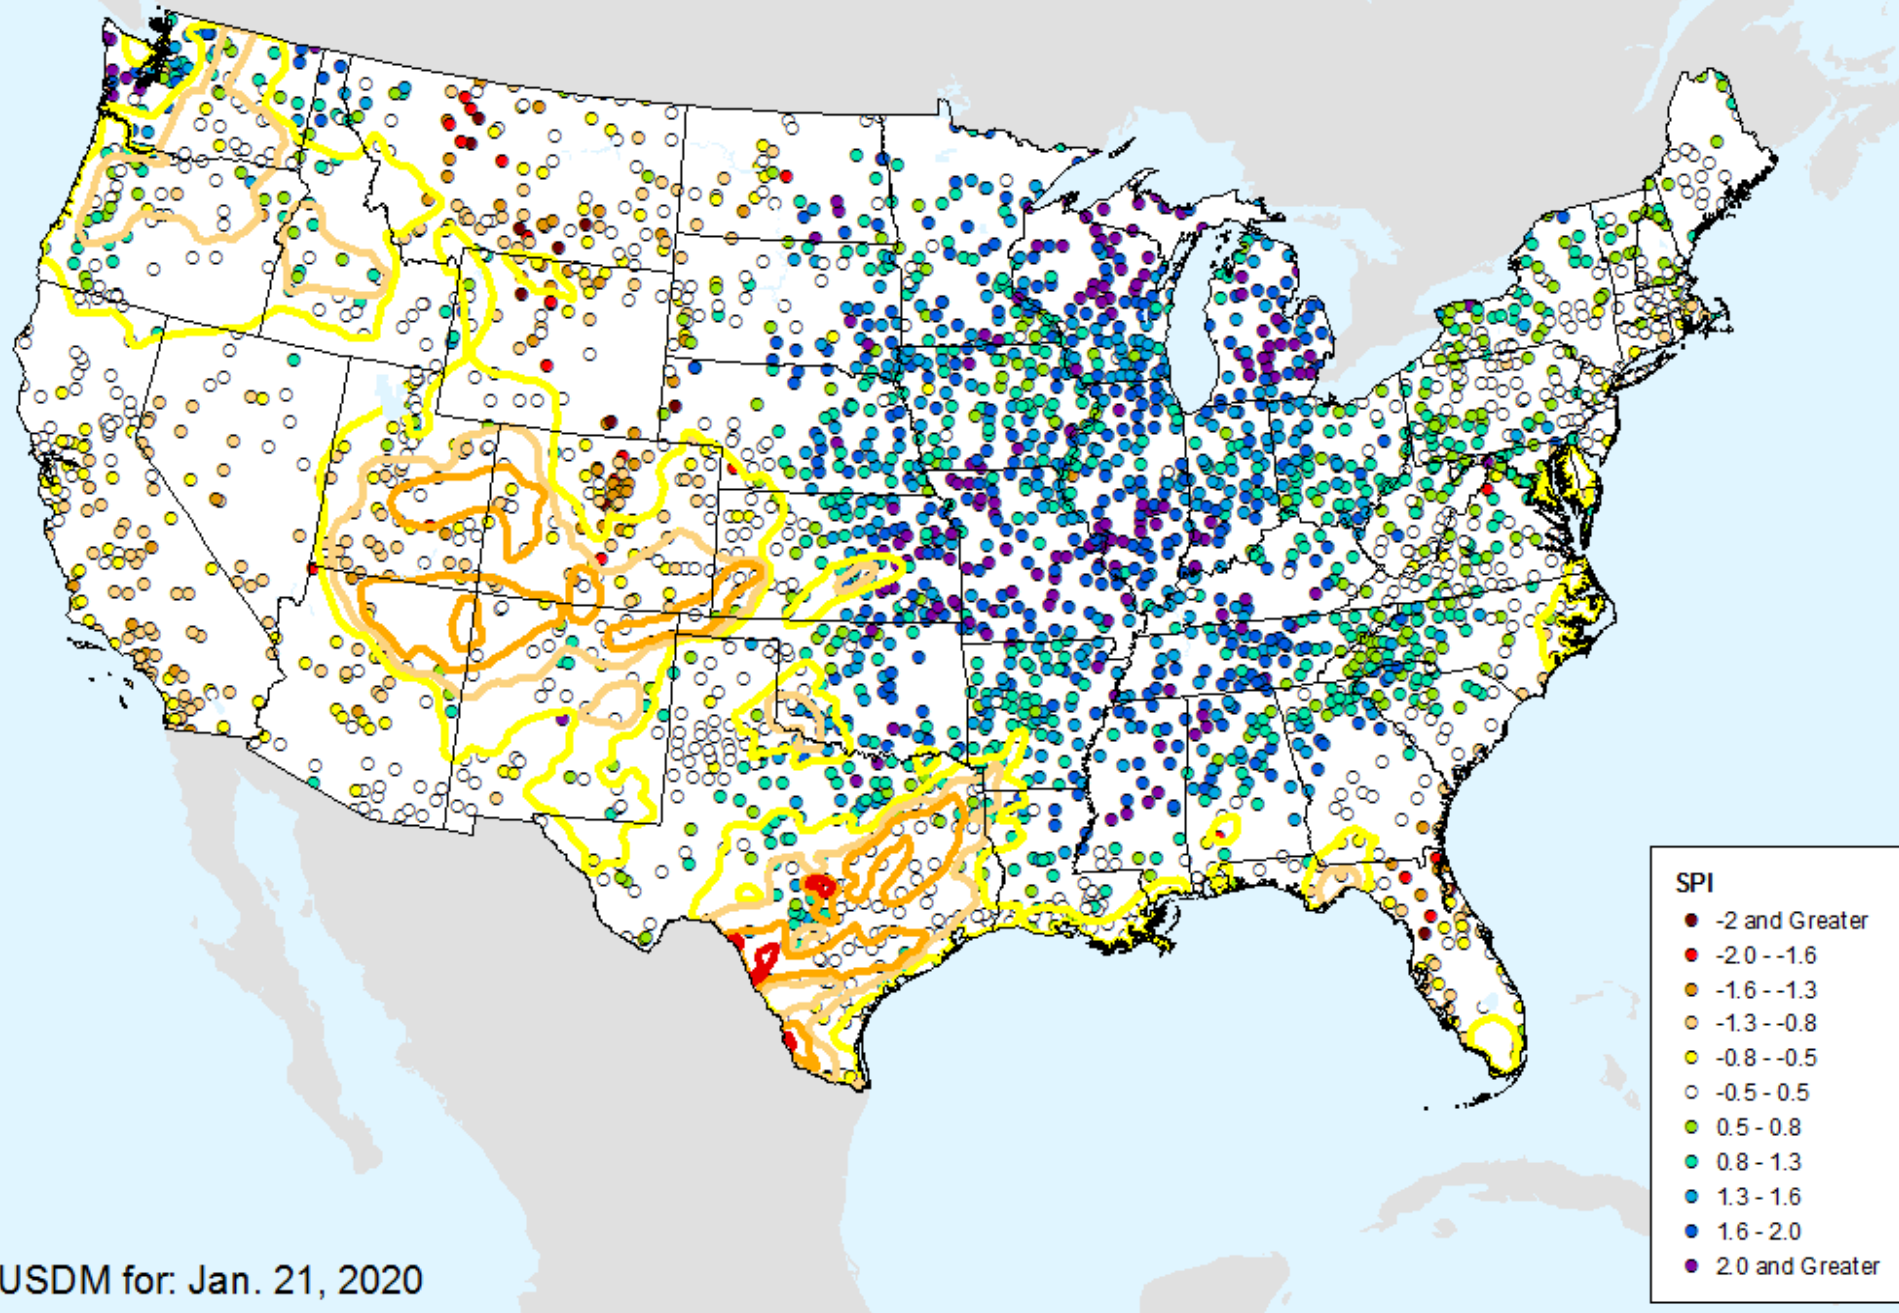 SPI
-2 and Greater
-2.0 - -1.6
-1.6 - -1.3
-1.3 - -0.8
-0.8 - -0.5
-0.5 - 0.5
0.5 - 0.8
0.8 - 1.3
1.3 - 1.6
1.6 - 2.0
2.0 and Greater
USDM for: Jan. 21, 2020